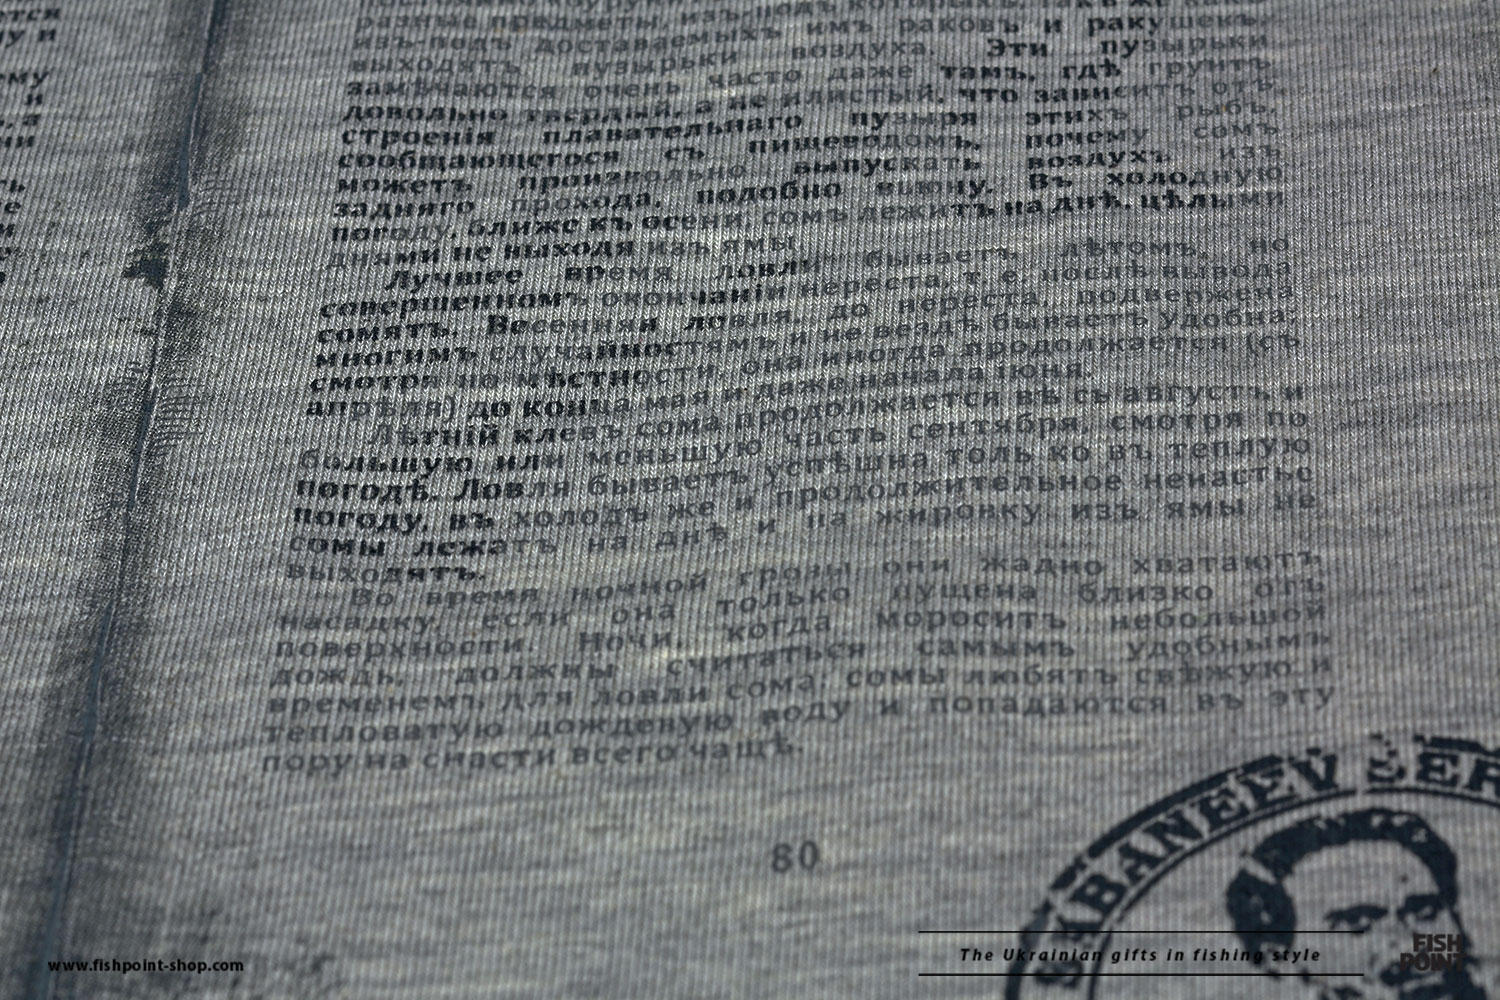 разные предметы, изъ-подъ которыхъ,
изъ-подъ доставаемыхъ имъ раковъ и ракушекъ,
выходятъ пузырьки воздуха. Эти пузырьки
замѣчаются очень часто даже тамъ, гдѣ грунтъ
довольно твердый, а не илистый, что зависитъ отъ
строенія плавательнаго пузыря этихъ рыбъ,
сообщающегося съ пищеводомъ, почему сомъ
можетъ произвольно выпускать воздухъ изъ
задняго прохода, подобно вьюну. Въ холодную
погоду, ближе къ осени, сомъ лежитъ на днѣ, цѣлыми
днями не выходя изъ ямы.
Лучшее время ловли бываетъ лѣтомъ, но
совершенномъ окончаніи нереста, т. е. послѣ вывода
сомятъ. Весенняя ловля, до нереста, подвержена
многимъ случайностямъ и не вездѣ бываетъ удобна;
смотря по мѣстности, она иногда продолжается (съ
апрѣля) до конца мая и даже начала іюня.
Лѣтній клевъ сома продолжается въ съ августъ и
большую или меньшую часть сентября, смотря по
погодѣ. Ловля бываетъ успѣшна толь ко въ теплую
погоду, въ холодъ же и продолжительное ненастье
сомы лежатъ на днѣ и на жировку изъ ямы не
выходятъ.
Во время ночной грозы они жадно хватаютъ
насадку, если она только пущена близко отъ
поверхности. Ночи, когда моросить небольшой
дождь, должны считаться самымъ удобнымъ
временемъ для ловли сома; сомы любятъ свѣжую и
тепловатую дождевую воду и попадаются въ эту
пору на снасти всего чащѣ.
80
SABANEEV
The Ukrainian gifts in fishing style
FISH
POINT
www.fishpoint-shop.com